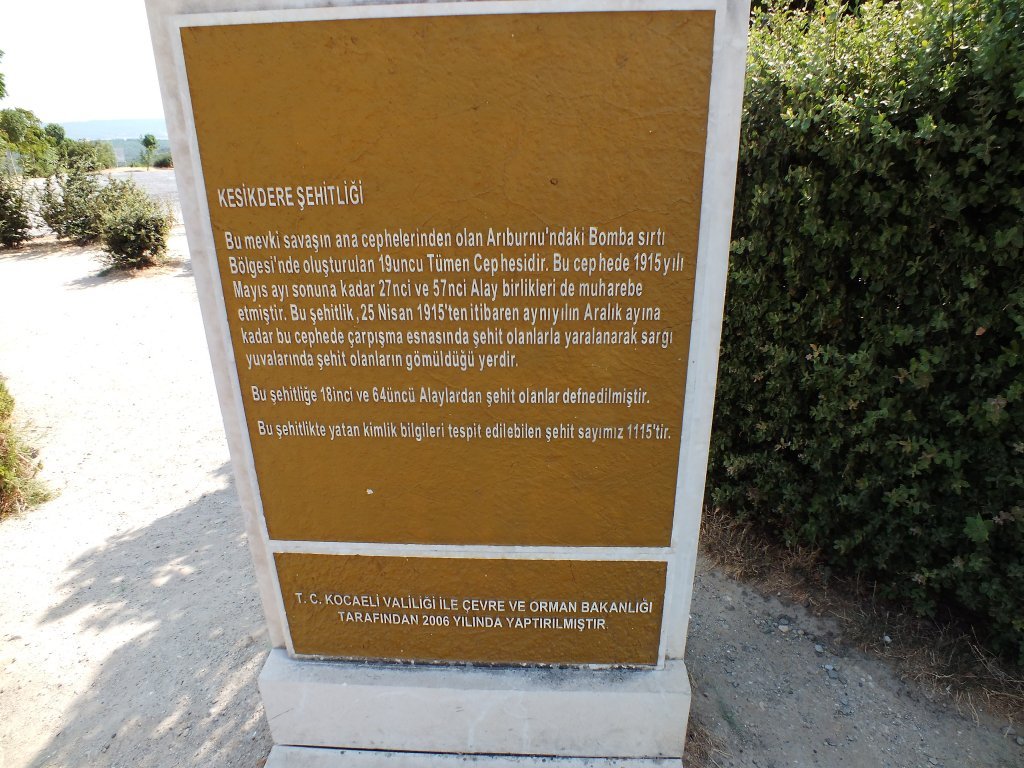 KESİKDERE ŞEHİTLİĞİ
Bu mevki savaşın ana cephelerinden olan Arıburnu'ndaki Bomba sırtı
Bölgesi'nde oluşturulan 19uncu Tümen Cephesidir. Bu cephede 1915 yılı
Mayıs ayı sonuna kadar 27nci ve 57nci Alay birlikleri de muharebe
etmiştir. Bu şehitlik, 25 Nisan 1915'ten itibaren aynıyılın Aralık ayına
kadar bu cephede çarpışma esnasında şehit olanlarla yaralanarak sargı
yuvalarında şehit olanların gömüldüğü yerdir.
Bu şehitliğe 18inci ve 64üncü Alaylardan şehit olanlar defnedilmiştir.
Bu şehitlikte yatan kimlik bilgileri tespit edilebilen şehit sayımız 1115'tir.
T. C. KOCAELİ VALİLİĞİ İLE ÇEVRE VE ORMAN BAKANLIĞI
TARAFINDAN 2006 YILINDA YAPTIRILMIŞTIR.